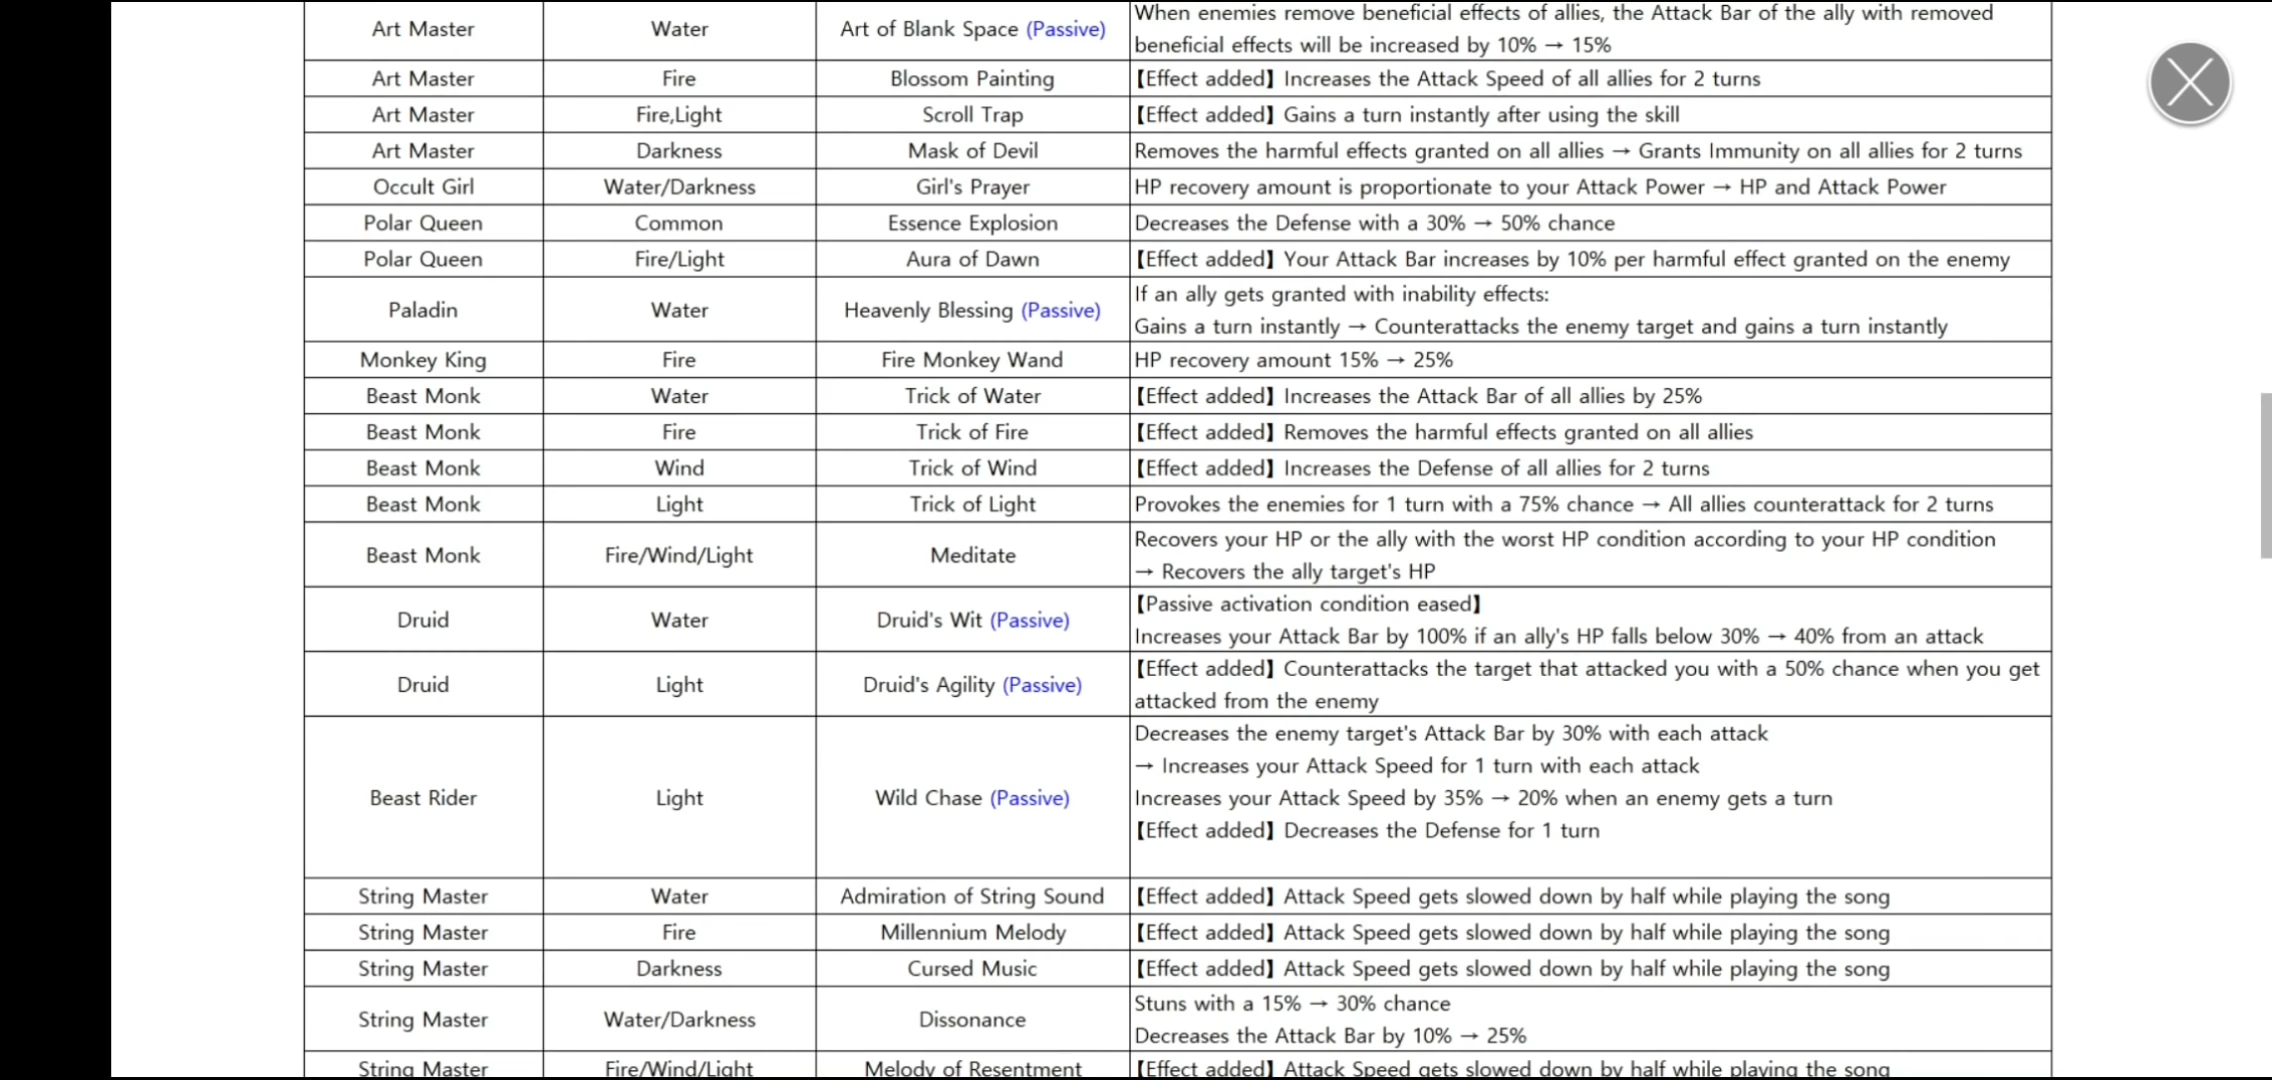 Art Master Water Art of Blank Space (Passive) When enemies remove beneficial effects of allies, the Attack Bar of the ally with removed
beneficial effects will be increased by 10% → 15%
Art Master Fire Blossom Painting 【Effect added】 Increases the Attack Speed of all allies for 2 turns
Art Master Fire,Light Scroll Trap 【Effect added】 Gains a turn instantly after using the skill
Art Master Darkness Mask of Devil Removes the harmful effects granted on all allies → Grants Immunity on all allies for 2 turns
Occult Girl Water/Darkness Girl's Prayer HP recovery amount is proportionate to your Attack Power → HP and Attack Power
Polar Queen Common Essence Explosion Decreases the Defense with a 30% → 50% chance
Polar Queen Fire/Light Aura of Dawn 【Effect added】 Your Attack Bar increases by 10% per harmful effect granted on the enemy
Paladin Water Heavenly Blessing (Passive) If an ally gets granted with inability effects:
Gains a turn instantly → Counterattacks the enemy target and gains a turn instantly
Monkey King Fire Fire Monkey Wand HP recovery amount 15% → 25%
Beast Monk Water Trick of Water 【Effect added】 Increases the Attack Bar of all allies by 25%
Beast Monk Fire Trick of Fire 【Effect added】 Removes the harmful effects granted on all allies
Beast Monk Wind Trick of Wind 【Effect added】 Increases the Defense of all allies for 2 turns
Beast Monk Light Trick of Light Provokes the enemies for 1 turn with a 75% chance → All allies counterattack for 2 turns
Beast Monk Fire/Wind/Light Meditate Recovers your HP or the ally with the worst HP condition according to your HP condition
→ Recovers the ally target's HP
Druid Water Druid's Wit (Passive) 【Passive activation condition eased】
Increases your Attack Bar by 100% if an ally's HP falls below 30% → 40% from an attack
Druid Light Druid's Agility (Passive) 【Effect added】 Counterattacks the target that attacked you with a 50% chance when you get
attacked from the enemy
Beast Rider Light Wild Chase (Passive) Decreases the enemy target's Attack Bar by 30% with each attack
→ Increases your Attack Speed for 1 turn with each attack
Increases your Attack Speed by 35% → 20% when an enemy gets a turn
【Effect added】 Decreases the Defense for 1 turn
String Master Water Admiration of String Sound 【Effect added】 Attack Speed gets slowed down by half while playing the song
String Master Fire Millennium Melody 【Effect added】 Attack Speed gets slowed down by half while playing the song
String Master Darkness Cursed Music 【Effect added】 Attack Speed gets slowed down by half while playing the song
String Master Water/Darkness Dissonance Stuns with a 15% → 30% chance
Decreases the Attack Bar by 10% → 25%
String Master Fire/Wind/Light Melody of Resentment 【Effect added】 Attack Speed gets slowed down by half while playing the song